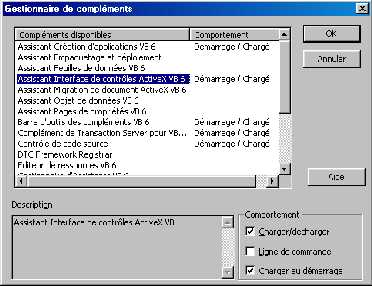 Gestionnaire de compléments
Compléments disponibles Comportement
Assistant Création d'applications VB 6 Démarrage / Chargé
Assistant Empaquetage et déploiement
Assistant Feuilles de données VB 6
Assistant Interface de contrôles ActiveX VB 6 Démarrage / Chargé
Assistant Migration de document ActiveX VB 6
Assistant Objet de données VB 6
Assistant Pages de propriétés VB 6
Barre d'outils des compléments VB 6 Démarrage / Chargé
Complément de Transaction Server pour VB... Démarrage / Chargé
Contrôle de code source Démarrage / Chargé
DTC Framework Registrar
Editeur de ressources VB 6
OK
Annuler
Aide
Description
Assistant Interface de contrôles ActiveX VB
Comportement
Charger/décharger
Ligne de commande
Charger au démarrage